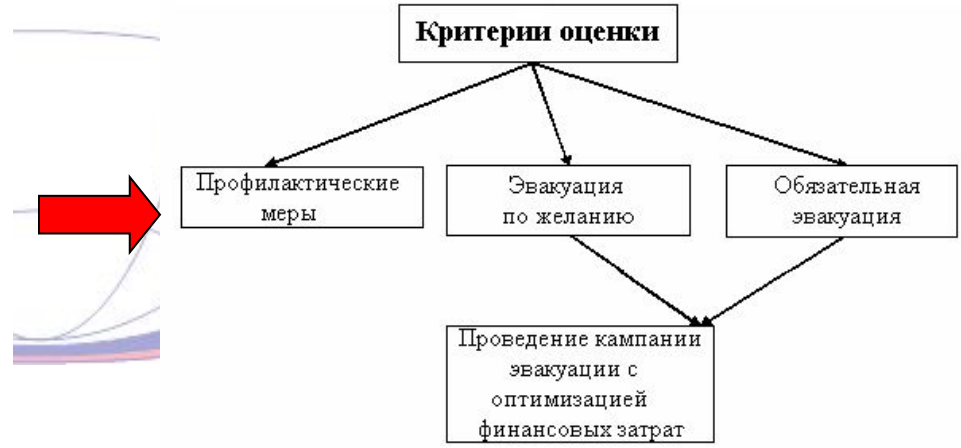 Критерии оценки
Профилактические
меры
Эвакуация
по желанию
Обязательная
эвакуация
Проведение кампании
эвакуации с
оптимизацией
финансовых затрат